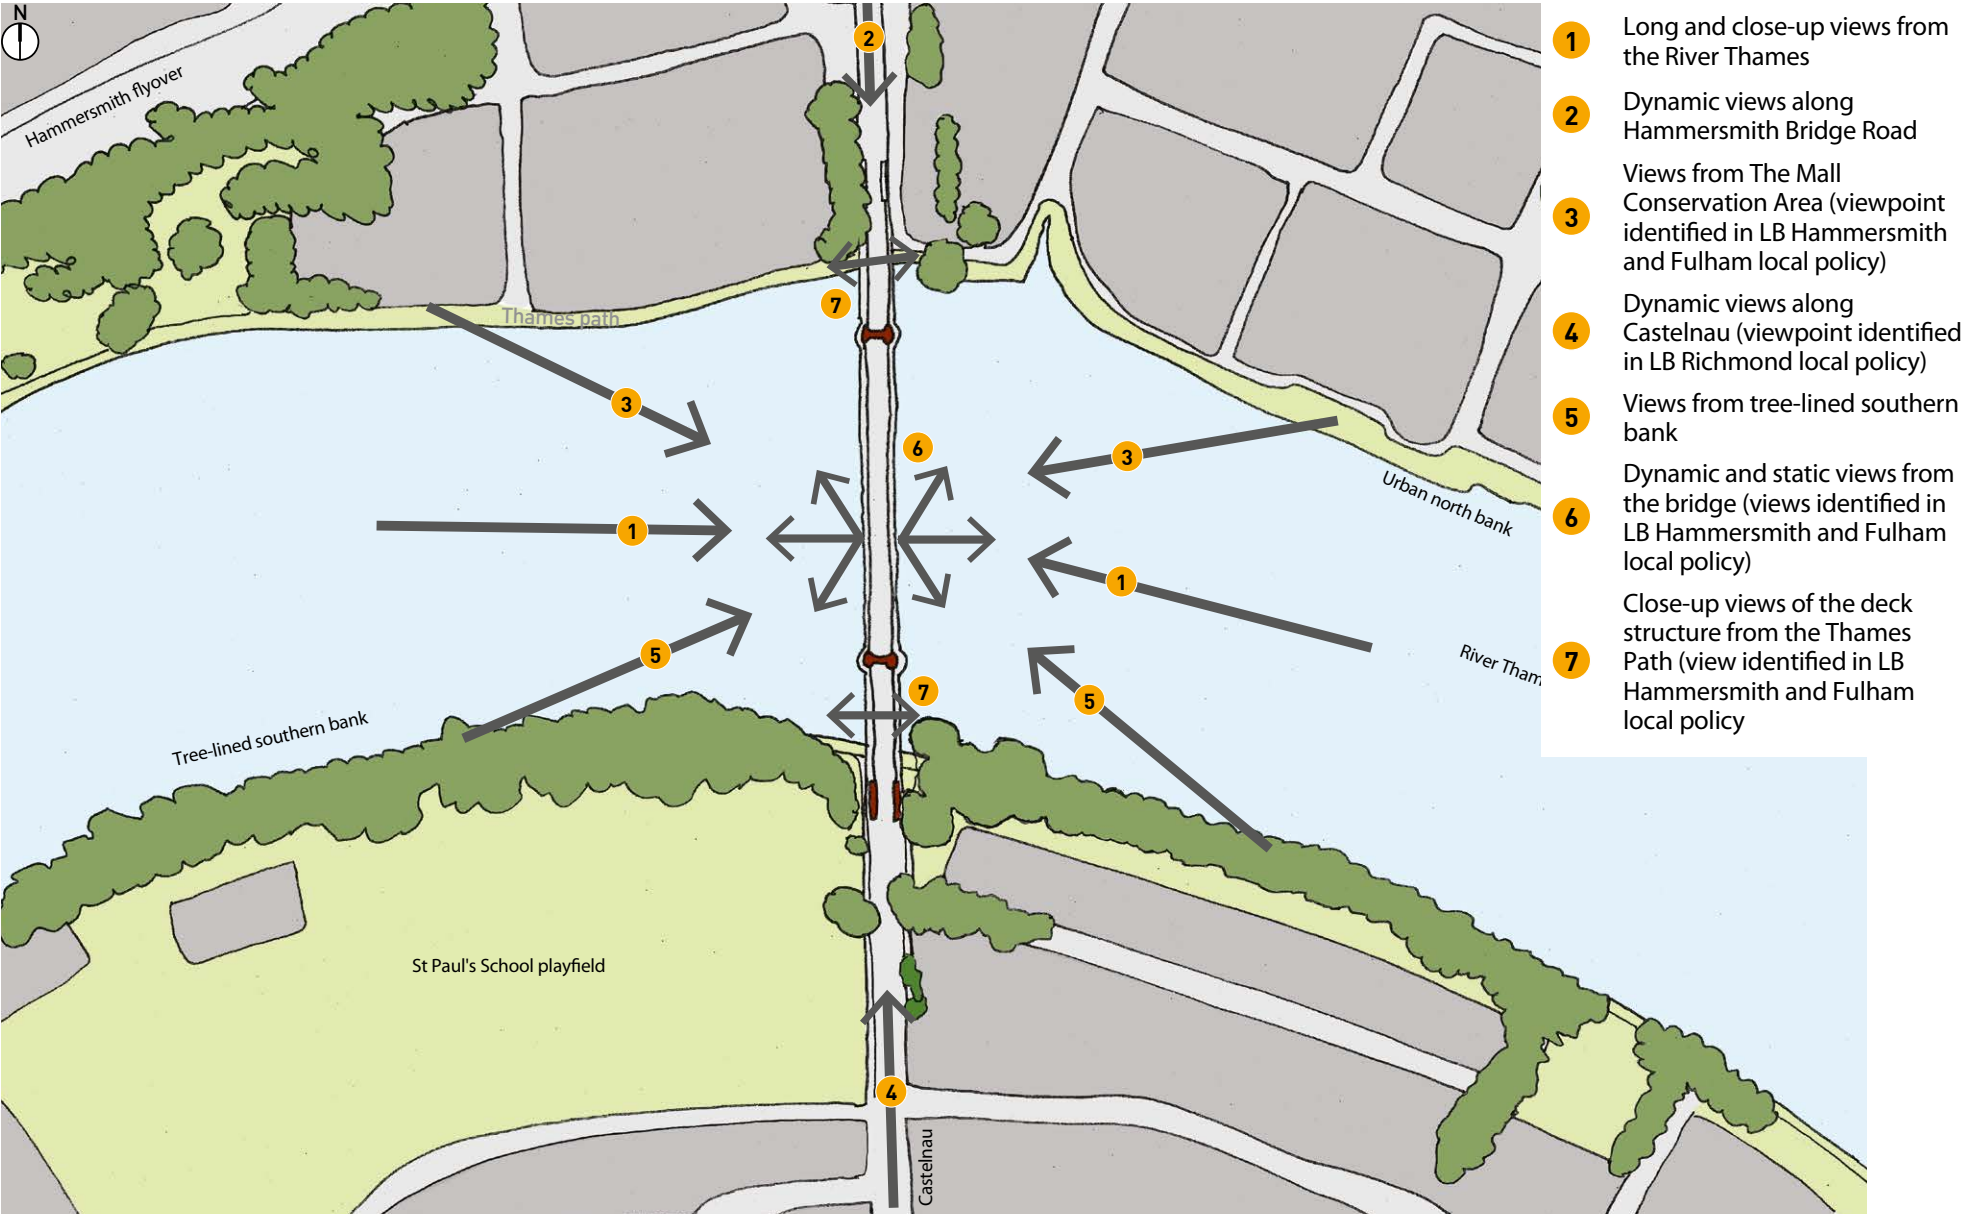 N
Hammersmith flyover
2
7
Thames path
3
6
3
Urban north bank
1
1
River Tham
5
7
5
Tree-lined southern bank
St Paul's School playfield
4
Castelnau
1
Long and close-up views from
the River Thames
2
Dynamic views along
Hammersmith Bridge Road
3
Views from The Mall
Conservation Area (viewpoint
identified in LB Hammersmith
and Fulham local policy)
4
Dynamic views along
Castelnau (viewpoint identified
in LB Richmond local policy)
5
Views from tree-lined southern
bank
6
Dynamic and static views from
the bridge (views identified in
LB Hammersmith and Fulham
local policy)
7
Close-up views of the deck
structure from the Thames
Path (view identified in LB
Hammersmith and Fulham
local policy